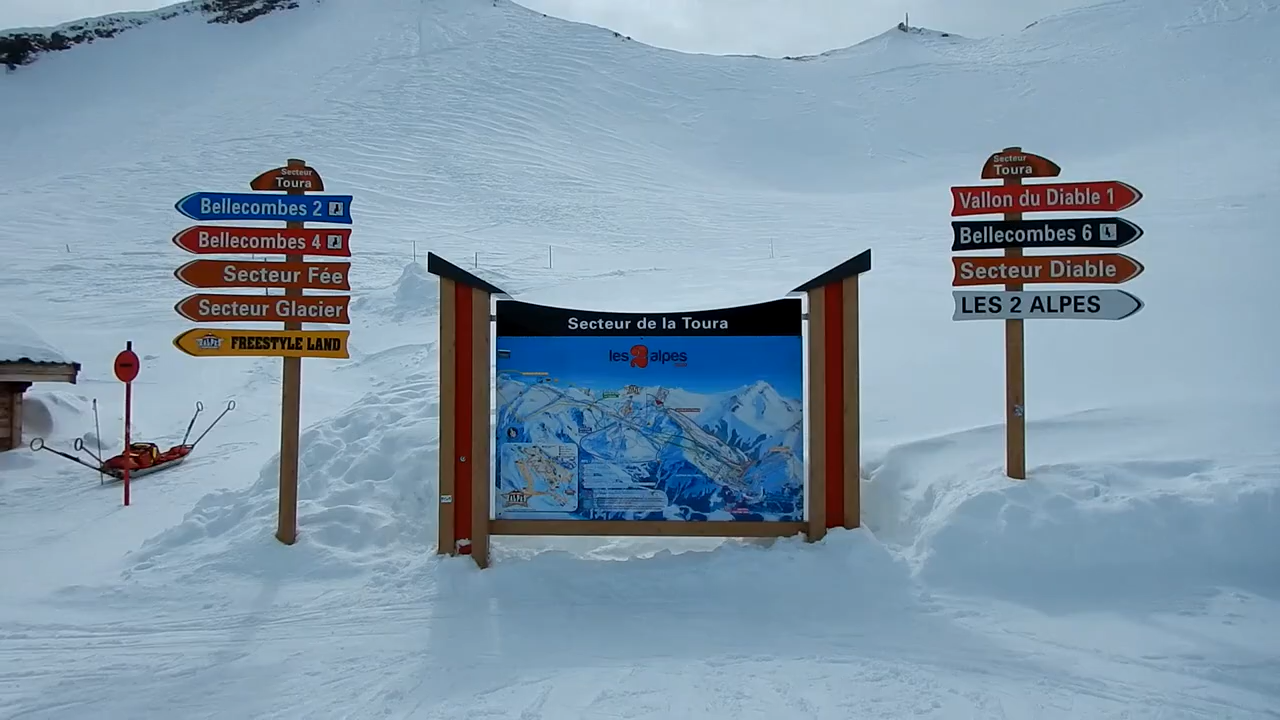 Secteur
Toura
Bellecombes 2
Bellecombes 4
Secteur Fée
Secteur Glacier
FREESTYLE LAND
Secteur de la Toura
les 2 alpes
Secteur
Toura
Vallon du Diable 1
Bellecombes 6
Secteur Diable
LES 2 ALPES